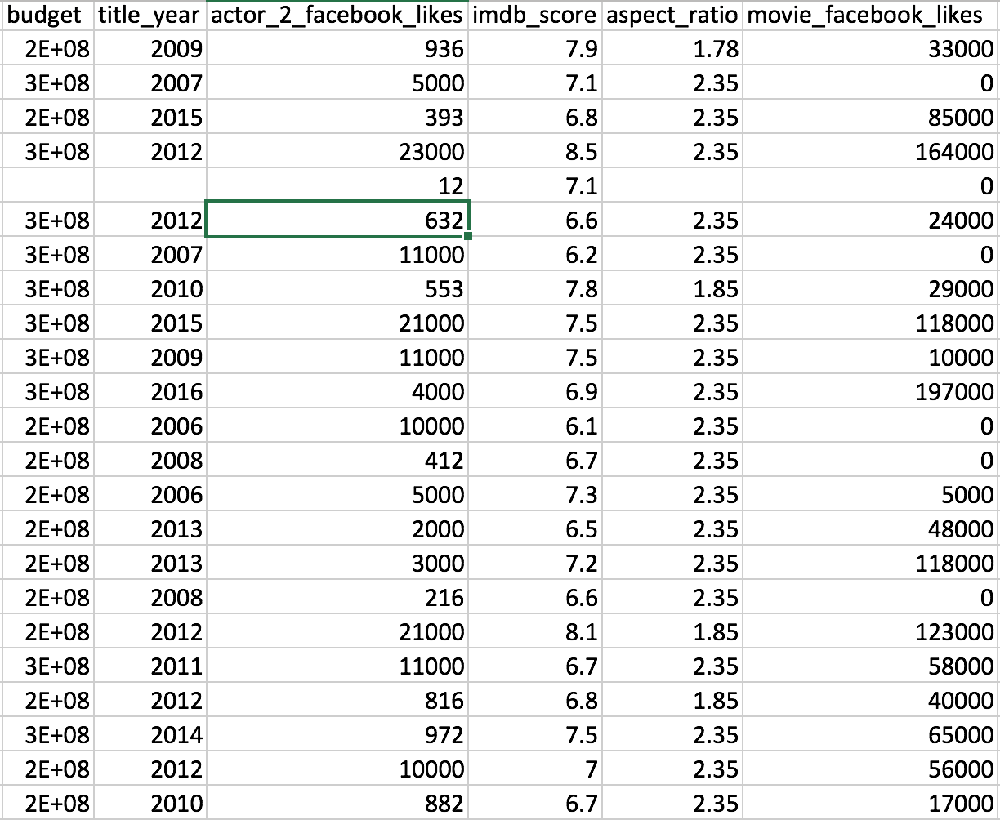 budget title_year actor_2_facebook_likes imdb_score aspect_ratio movie_facebook_likes
2E+08 2009 936 7.9 1.78 33000
3E+08 2007 5000 7.1 2.35 0
2E+08 2015 393 6.8 2.35 85000
3E+08 2012 23000 8.5 2.35 164000
12 7.1 0
3E+08 2012 632 6.6 2.35 24000
3E+08 2007 11000 6.2 2.35 0
3E+08 2010 553 7.8 1.85 29000
3E+08 2015 21000 7.5 2.35 118000
3E+08 2009 11000 7.5 2.35 10000
3E+08 2016 4000 6.9 2.35 197000
2E+08 2006 10000 6.1 2.35 0
2E+08 2008 412 6.7 2.35 0
2E+08 2006 5000 7.3 2.35 5000
2E+08 2013 2000 6.5 2.35 48000
2E+08 2013 3000 7.2 2.35 118000
2E+08 2008 216 6.6 2.35 0
2E+08 2012 21000 8.1 1.85 123000
3E+08 2011 11000 6.7 2.35 58000
2E+08 2012 816 6.8 1.85 40000
3E+08 2014 972 7.5 2.35 65000
2E+08 2012 10000 7 2.35 56000
2E+08 2010 882 6.7 2.35 17000